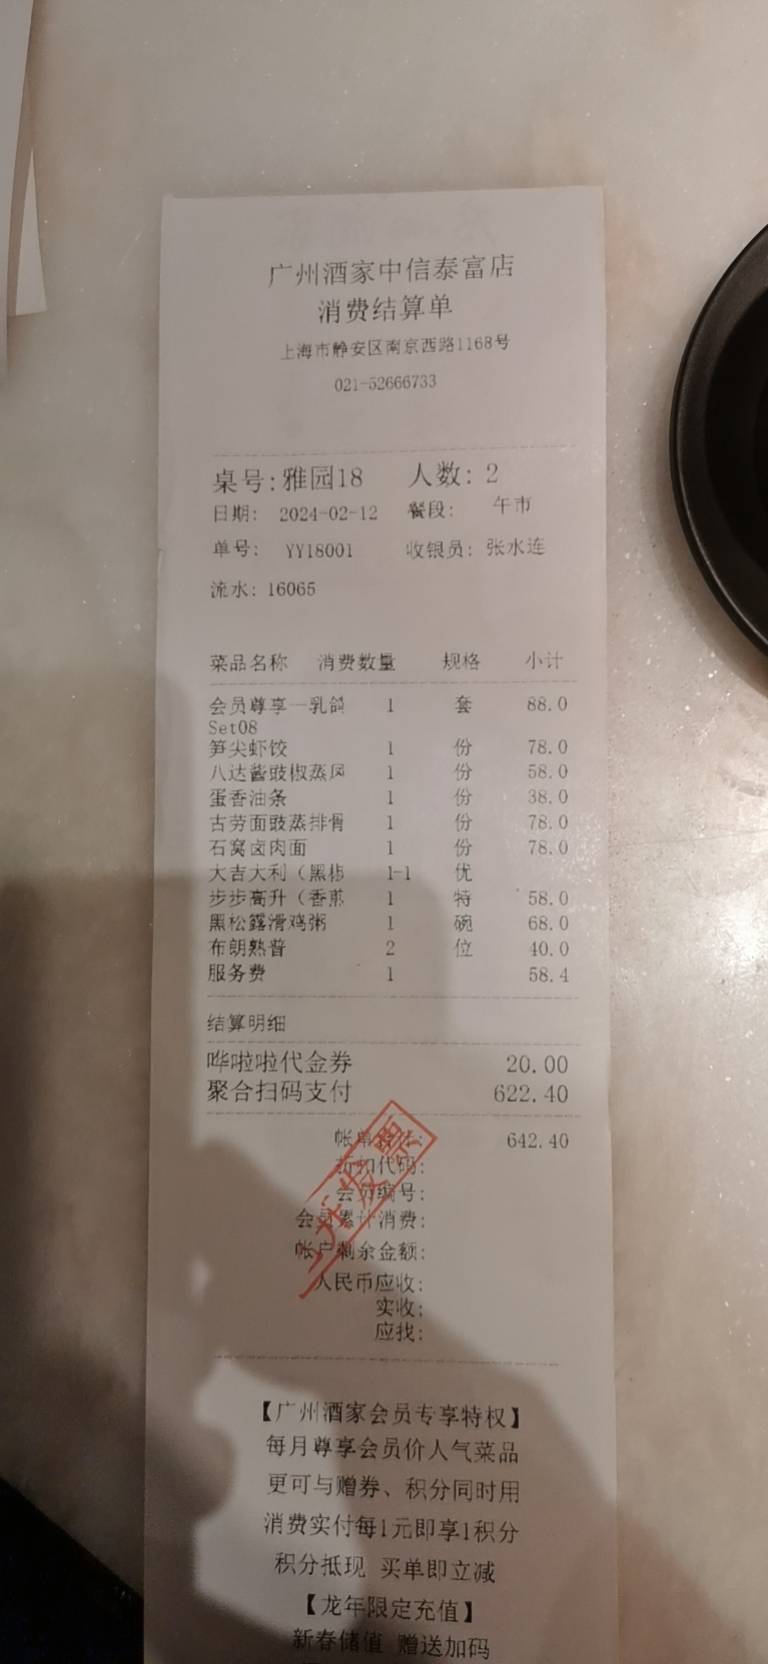 广州酒家中信泰富店
消费结算单
上海市静安区南京西路1168号
021-52666733
桌号:雅园18 人数: 2
日期: 2024-02-12 餐段: 午市
单号: YY18001 收银员: 张水连
流水: 16065
菜品名称 消费数量 规格 小计
会员尊享一乳鸽 1 套 88.0
Set08
笋尖虾饺 1 份 78.0
八达酱豉椒蒸凤 1 份 58.0
蛋香油条 1 份 38.0
古劳面豉蒸排骨 1 份 78.0
石窝卤肉面 1 份 78.0
大吉大利（黑椒 1-1 优
步步高升（香煎 1 特 58.0
黑松露滑鸡粥 1 碗 68.0
布朗熟普 2 位 40.0
服务费 1 58.4
结算明细
哗啦啦代金券 20.00
聚合扫码支付 622.40
帐单 : 642.40
折扣代码:
会员编号:
会员累计消费:
帐户剩余金额:
人民币应收:
实收:
应找:
发票
【广州酒家会员专享特权】
每月尊享会员价人气菜品
更可与赠券、积分同时用
消费实付每1元即享1积分
积分抵现 买单即立减
【龙年限定充值】
新春储值 赠送加码